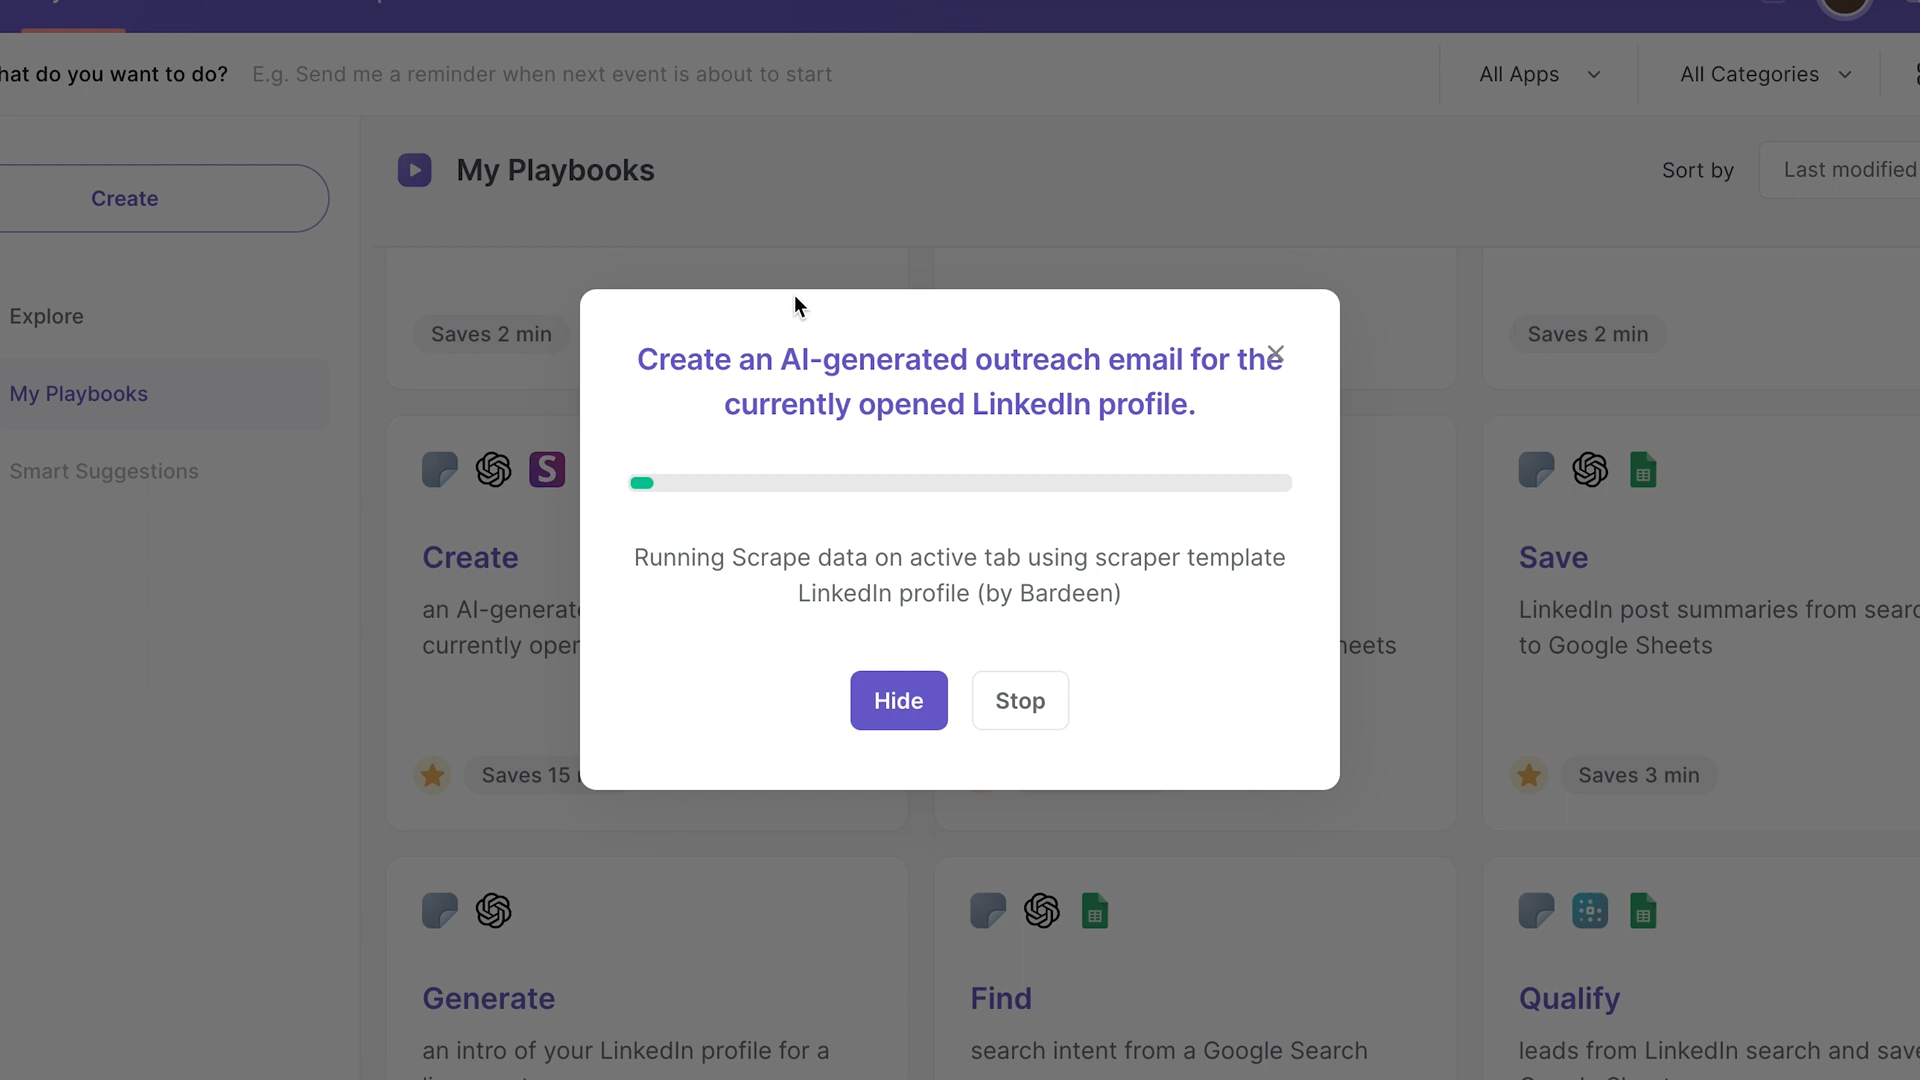 hat do you want to do? E.g. Send me a reminder when next event is about to start All Apps All Categories
Create
My Playbooks
Sort by Last modified
Explore
My Playbooks
Smart Suggestions
Saves 2 min
Saves 2 min
Create an AI-generated outreach email for the
currently opened LinkedIn profile.
Running Scrape data on active tab using scraper template
LinkedIn profile (by Bardeen)
Hide Stop
S
Create
an AI-generat
currently open
Saves 15
heets
Save
LinkedIn post summaries from searc
to Google Sheets
Saves 3 min
Generate
an intro of your LinkedIn profile for a
Find
search intent from a Google Search
Qualify
leads from LinkedIn search and save